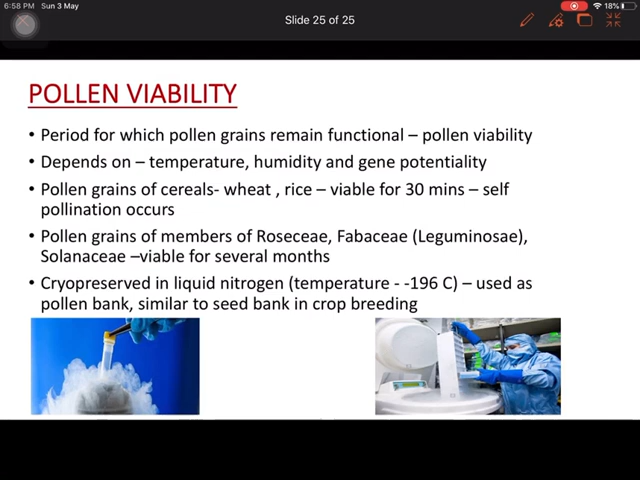 6:58 PM Sun 3 May
18%
Slide 25 of 25
POLLEN VIABILITY
• Period for which pollen grains remain functional – pollen viability
• Depends on – temperature, humidity and gene potentiality
• Pollen grains of cereals- wheat , rice – viable for 30 mins – self
pollination occurs
• Pollen grains of members of Roseceae, Fabaceae (Leguminosae),
Solanaceae –viable for several months
• Cryopreserved in liquid nitrogen (temperature - -196 C) – used as
pollen bank, similar to seed bank in crop breeding